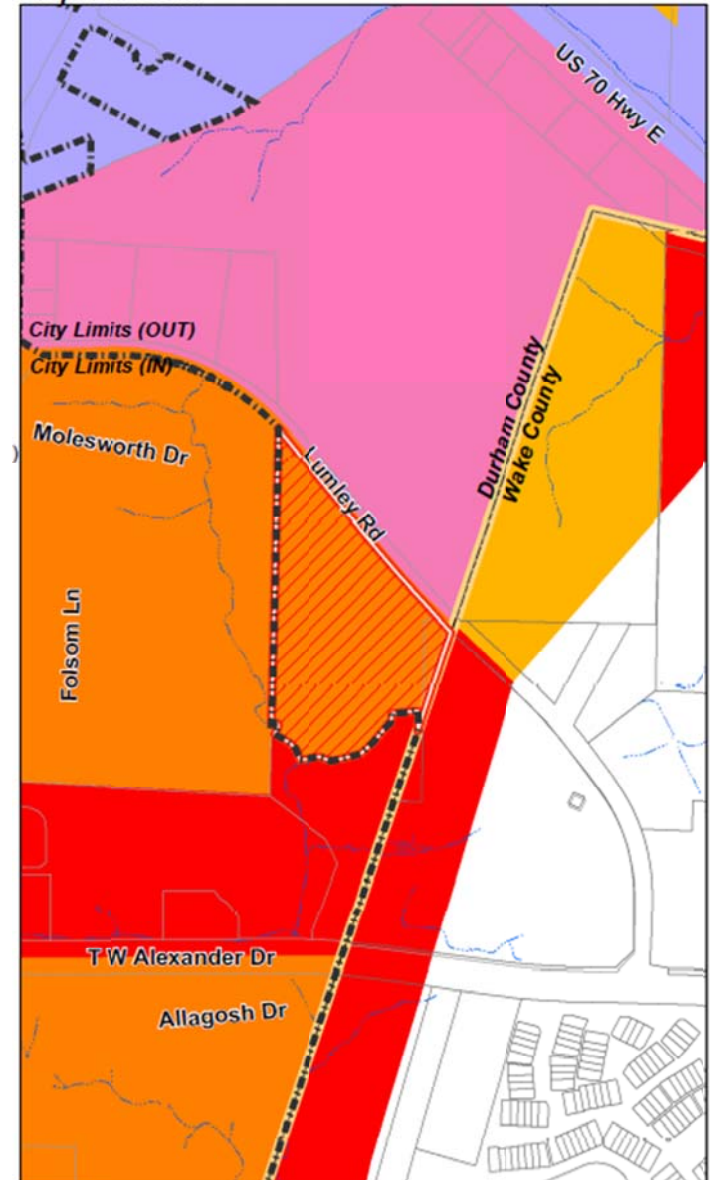 US 70 Hwy E
City Limits (OUT)
City Limits (IN)
Molesworth Dr
)
Lumley Rd
Durham County
Wake County
Folsom Ln
T W Alexander Dr
Allagosh Dr